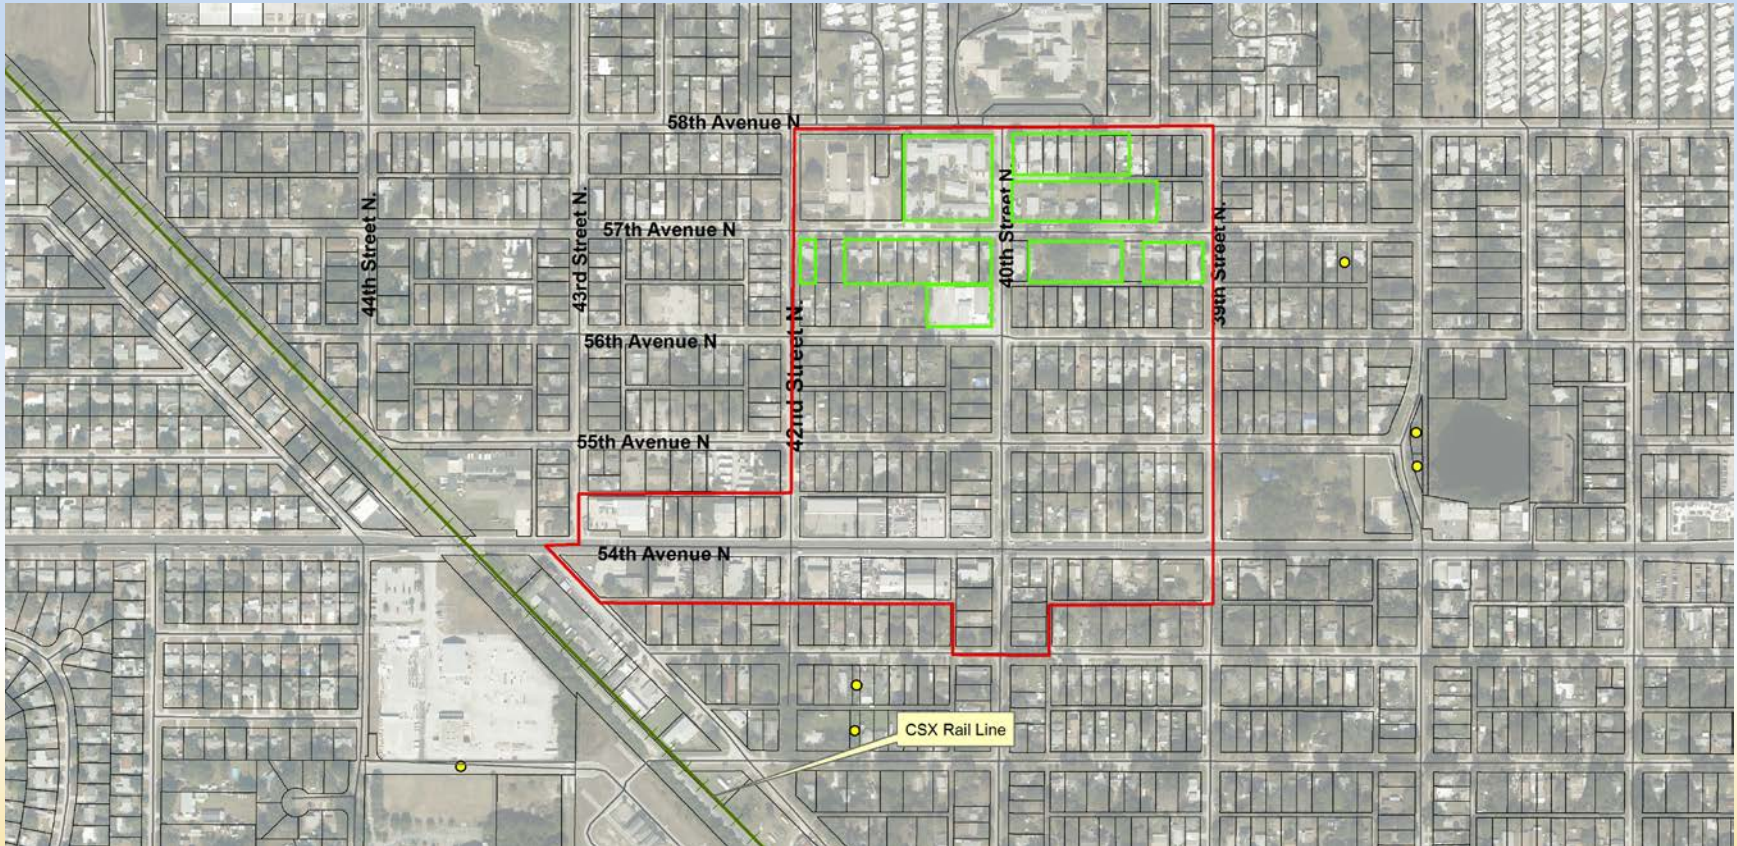 58th Avenue N
44th Street N.
43rd Street N.
40th Street N.
39th Street N.
57th Avenue N
42nd Street N.
56th Avenue N
55th Avenue N
54th Avenue N
CSX Rail Line